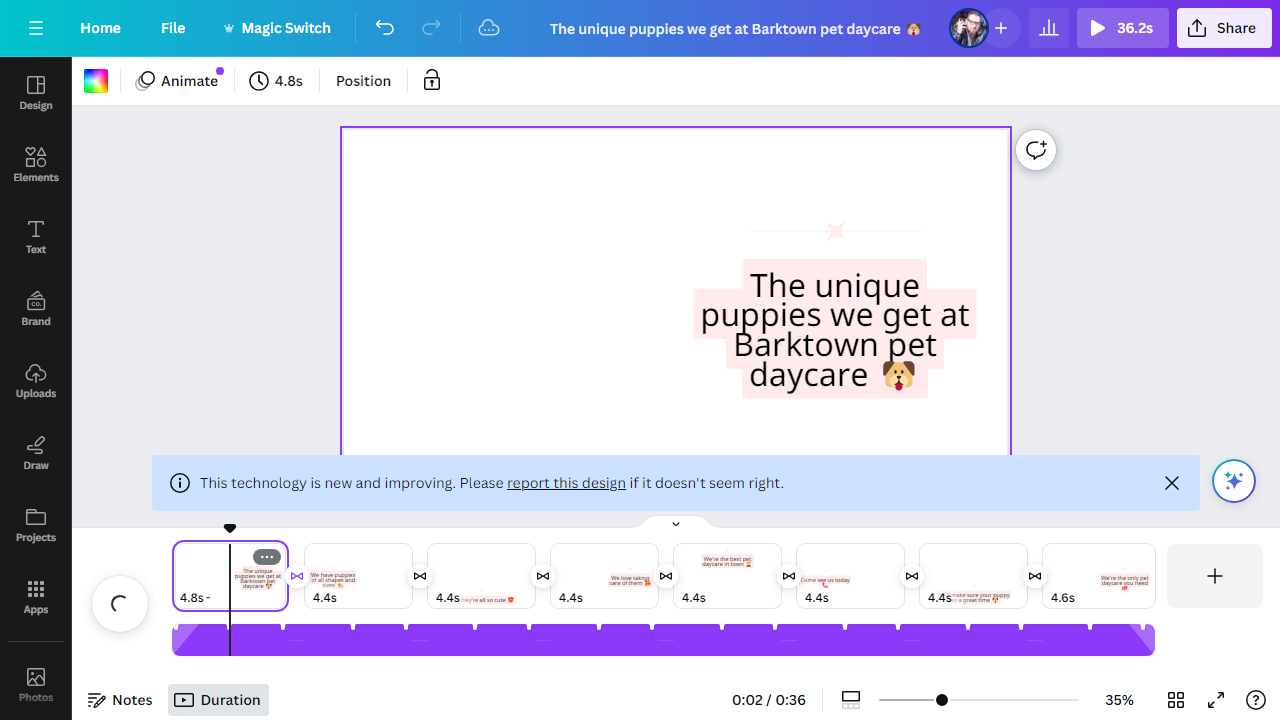 Home
File
Magic Switch
The unique puppies we get at Barktown pet daycare 🐶
36.2s
Share
Design
Elements
Text
CO.
Brand
Uploads
Draw
Projects
Apps
Photos
Animate
4.8s
Position
The unique
puppies we get at
Barktown pet
daycare 🐶
This technology is new and improving. Please report this design if it doesn't seem right.
The unique
puppies we get at
Barktown pet
daycare 🐶
4.8s
We have puppies
of all shapes and
sizes
4.4s
they're all so cute
4.4s
We love taking
care of them
4.4s
We're the best pet
daycare in town
4.4s
Come see us today
4.4s
make sure your puppy
a great time
4.4s
We're the only pet
daycare you need
4.6s
Notes
Duration
0:02 / 0:36
35%